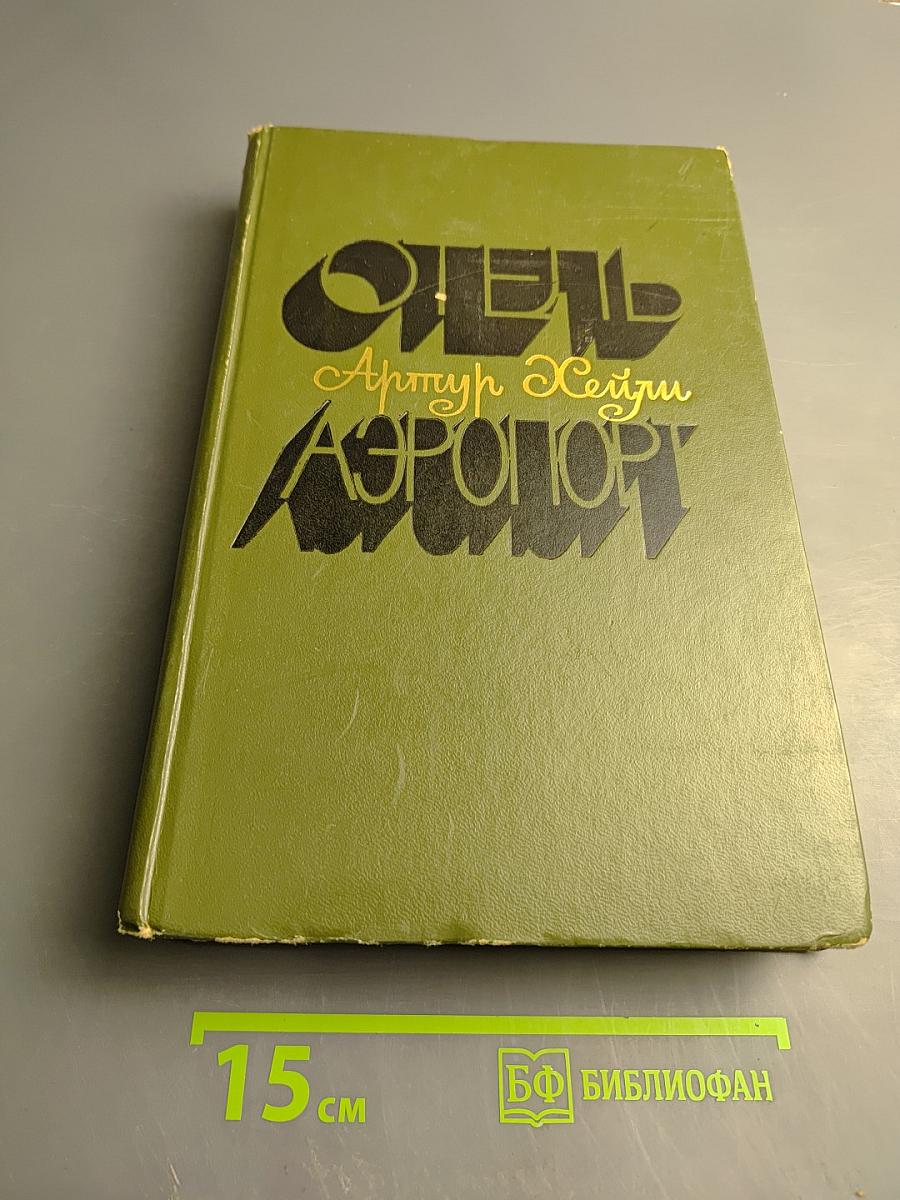 ОТЕЛЬ
Артур Хейли
АЭРОПОРТ
15 см
БФ БИБЛИОФАН